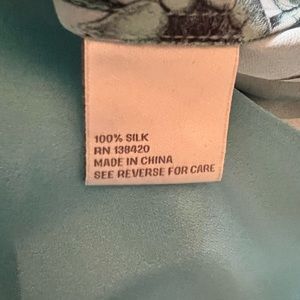 100% SILK
RN 138420
MADE IN CHINA
SEE REVERSE FOR CARE